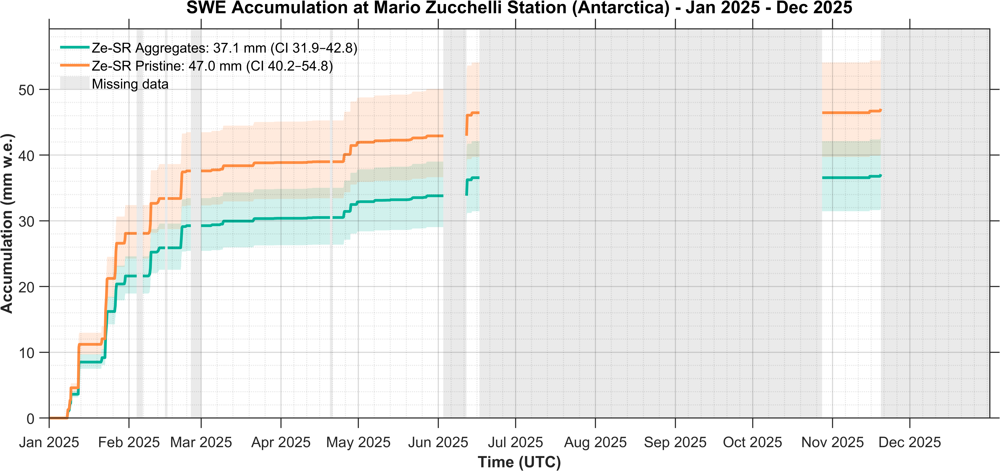 SWE Accumulation at Mario Zucchelli Station (Antarctica) - Jan 2025 - Dec 2025
Ze-SR Aggregates: 37.1 mm (CI 31.9–42.8)
Ze-SR Pristine: 47.0 mm (CI 40.2–54.8)
Missing data
50
40
30
20
10
0
Accumulation (mm w.e.)
Jan 2025 Feb 2025 Mar 2025 Apr 2025 May 2025 Jun 2025 Jul 2025 Aug 2025 Sep 2025 Oct 2025 Nov 2025 Dec 2025
Time (UTC)